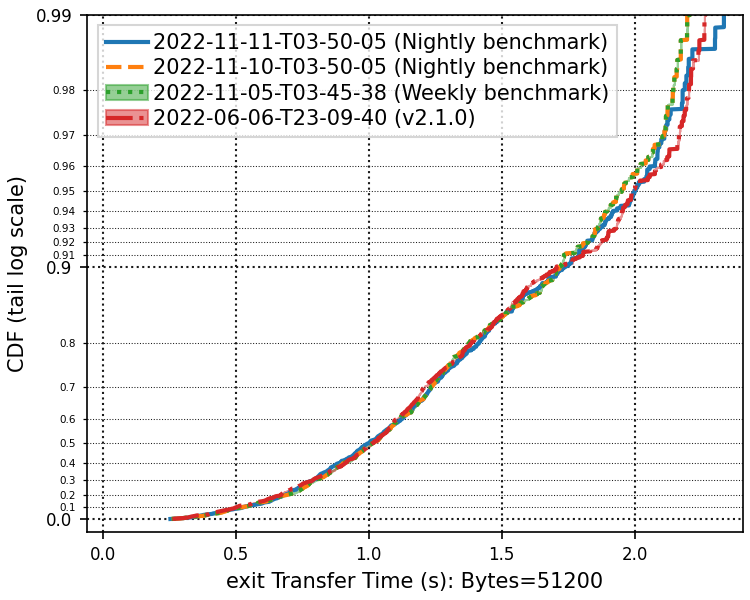 0.99
0.98
0.97
0.96
0.95
0.94
0.93
0.92
0.91
0.9
0.8
0.7
0.6
0.5
0.4
0.3
0.2
0.1
0.0
CDF (tail log scale)
2022-11-11-T03-50-05 (Nightly benchmark)
2022-11-10-T03-50-05 (Nightly benchmark)
2022-11-05-T03-45-38 (Weekly benchmark)
2022-06-06-T23-09-40 (v2.1.0)
0.0 0.5 1.0 1.5 2.0
exit Transfer Time (s): Bytes=51200